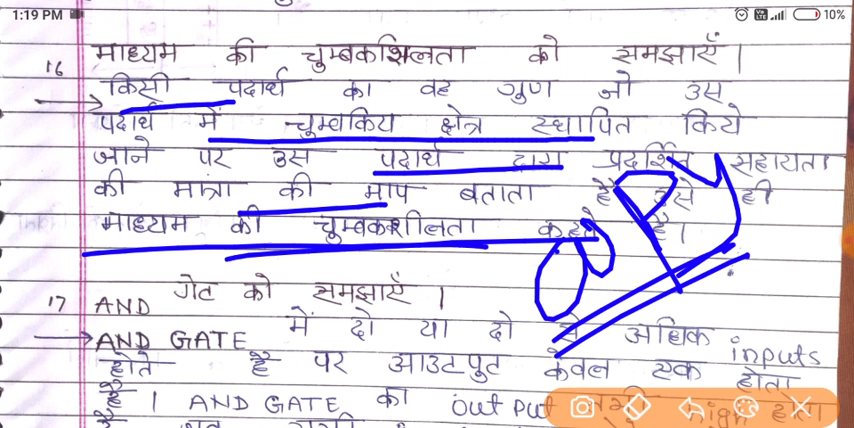 1:19 PM 10%
16 माध्यम की चुम्बकशिलता को समझाएँ |
किसी पदार्थ का वह गुण जो उस
पदार्थ में चुम्बकिय क्षेत्र स्थापित किये
जाने पर उस पदार्थ द्वारा प्रदर्शित सहायता
की मात्रा की माप बताता है उसे ही
माध्यम की चुम्बकशीलता कहते है |
17 AND गेट को समझाएँ |
AND GATE में दो या दो से अधिक inputs
होते है पर आउटपुट केवल एक होता
है | AND GATE का out put high होता